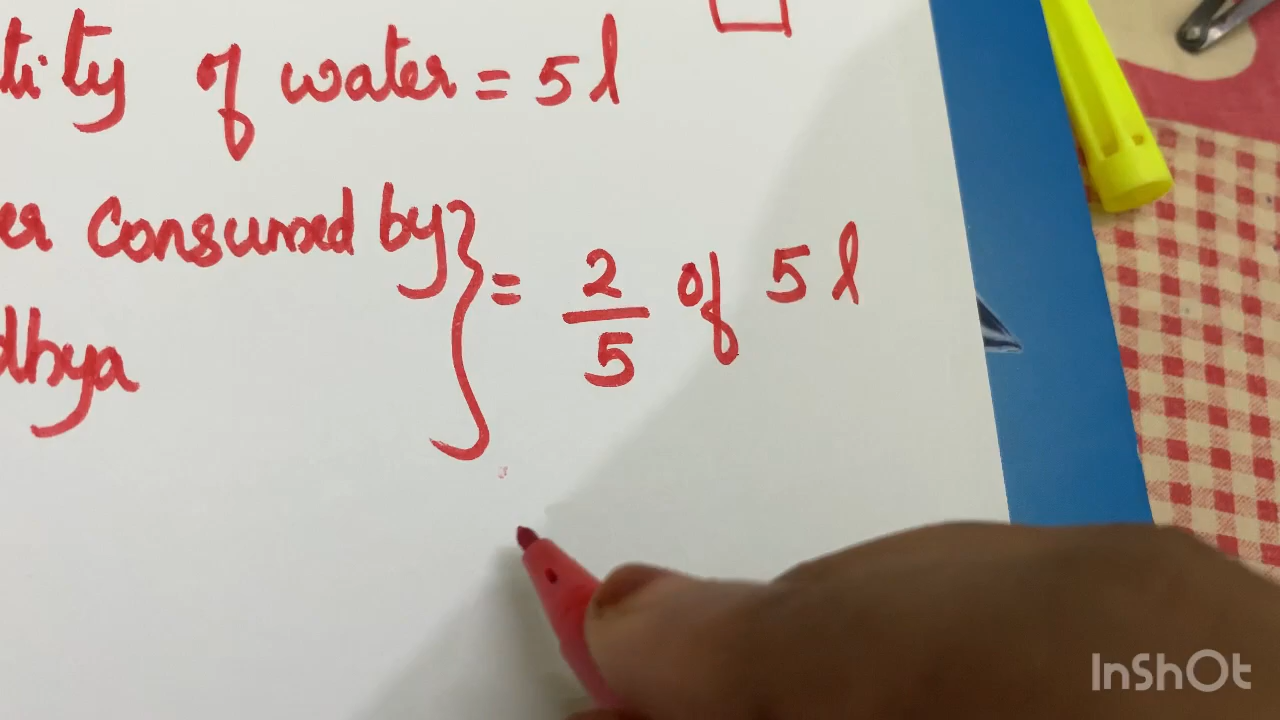 tity of water = 5 l
er consumed by } = 2/5 of 5 l
dhya
InShOt